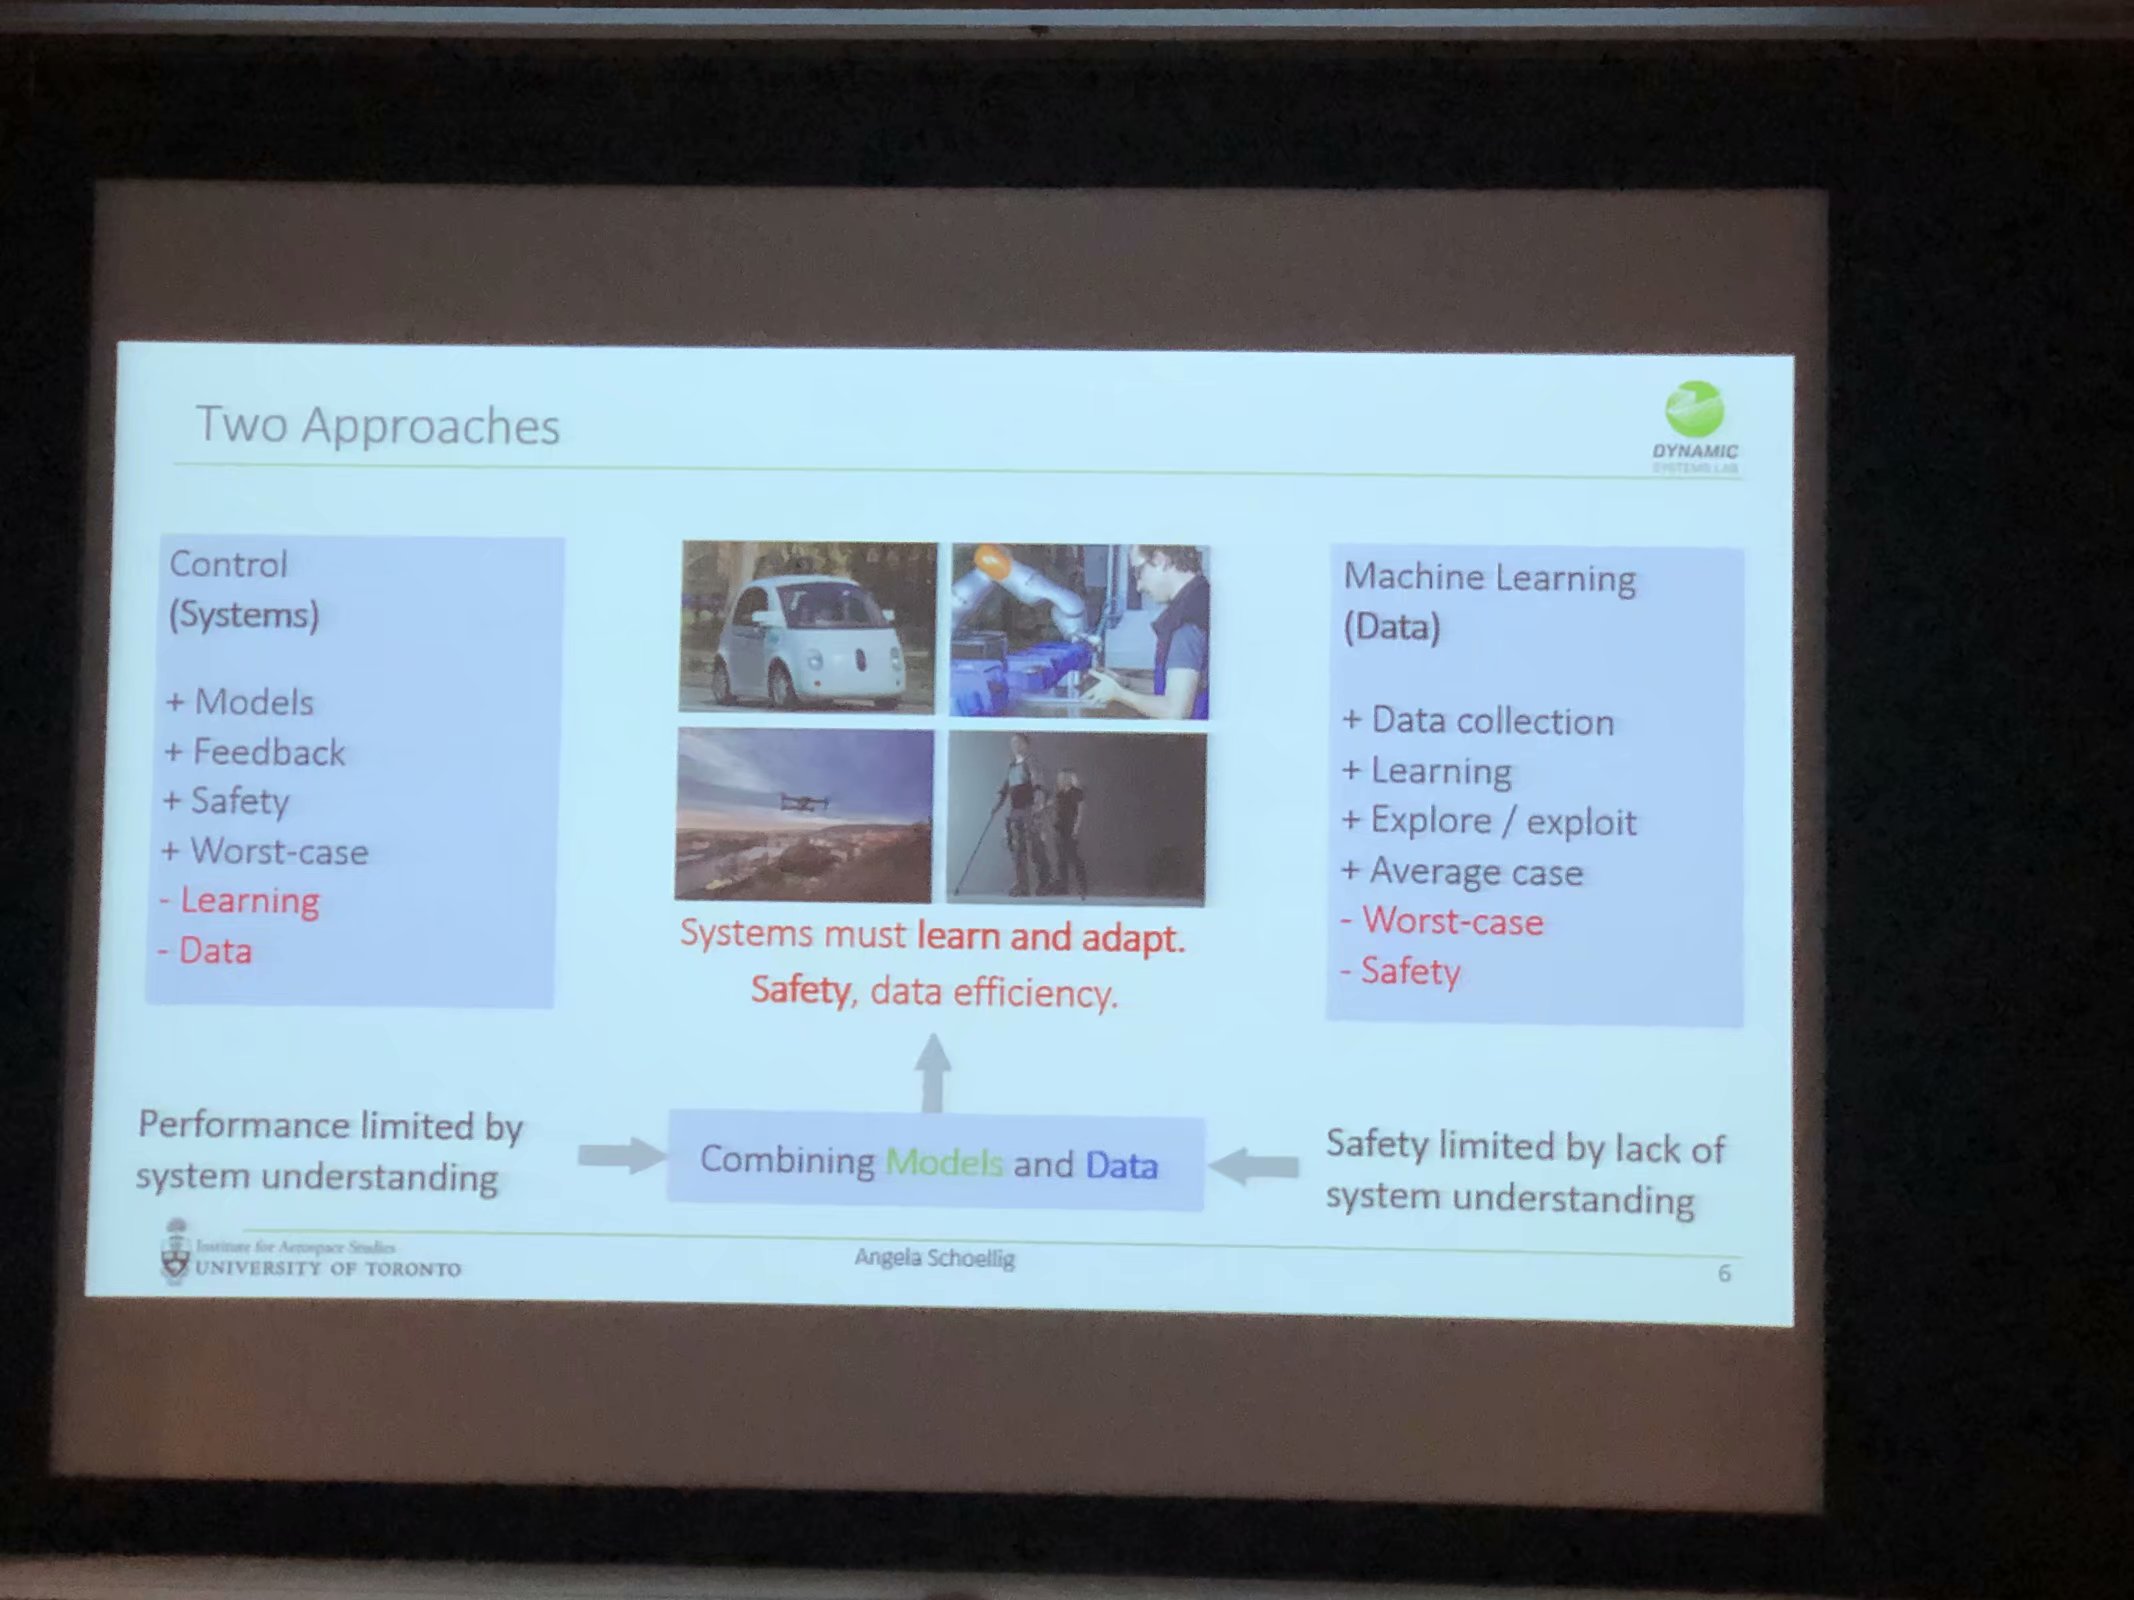 Two Approaches
DYNAMIC
SYSTEMS LAB
Control
(Systems)
+ Models
+ Feedback
+ Safety
+ Worst-case
- Learning
- Data
Systems must learn and adapt.
Safety, data efficiency.
Machine Learning
(Data)
+ Data collection
+ Learning
+ Explore / exploit
+ Average case
- Worst-case
- Safety
Performance limited by
system understanding
Combining Models and Data
Safety limited by lack of
system understanding
Institute for Aerospace Studies
UNIVERSITY OF TORONTO
Angela Schoellig
6